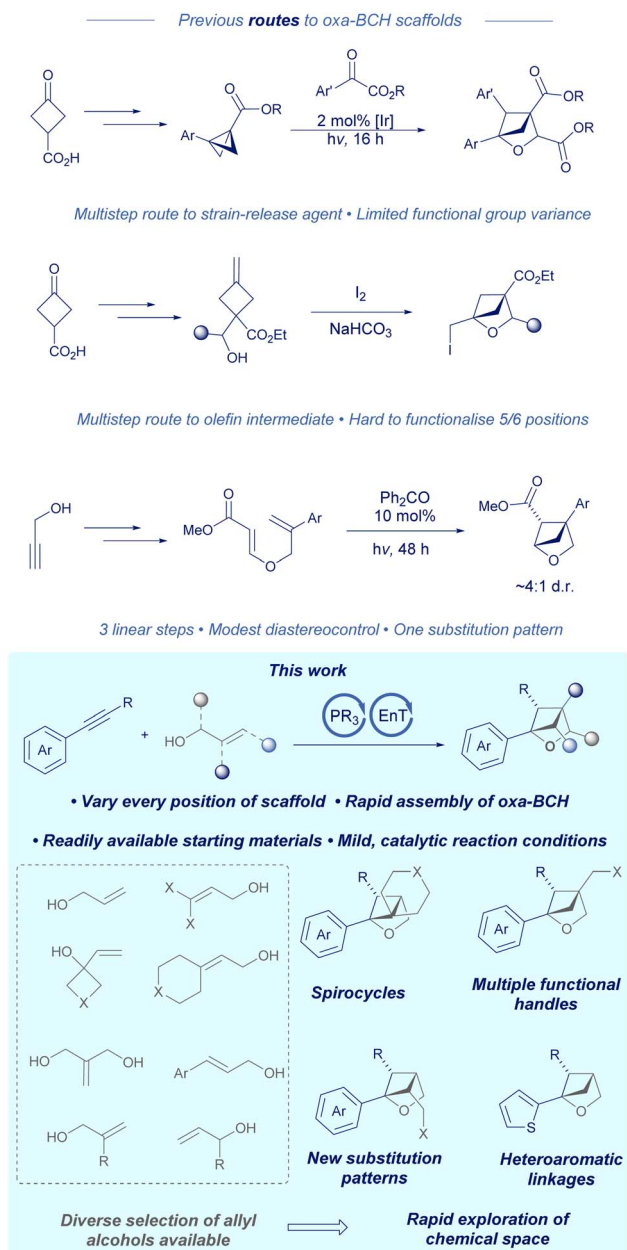 Previous routes to oxa-BCH scaffolds
O
CO₂H
Ar
O
OR
O
Ar'
CO₂R
2 mol% [Ir]
hν, 16 h
Ar'
O
OR
Ar
O
OR
O
Multistep route to strain-release agent • Limited functional group variance
O
CO₂H
CO₂Et
OH
I₂
NaHCO₃
CO₂Et
O
I
Multistep route to olefin intermediate • Hard to functionalise 5/6 positions
OH
O
MeO
Ar
O
Ph₂CO
10 mol%
hν, 48 h
O
MeO
Ar
O
~4:1 d.r.
3 linear steps • Modest diastereocontrol • One substitution pattern
This work
R
Ar
+
HO
PR₃
EnT
R
Ar
O
• Vary every position of scaffold • Rapid assembly of oxa-BCH
• Readily available starting materials • Mild, catalytic reaction conditions
HO
X
OH
X
HO
X
OH
X
HO
OH
Ar
OH
HO
R
OH
R
R
X
Ar
O
Spirocycles
R
X
Ar
O
Multiple functional
handles
R
Ar
O
X
New substitution
patterns
R
S
O
Heteroaromatic
linkages
Diverse selection of allyl
alcohols available
Rapid exploration of
chemical space